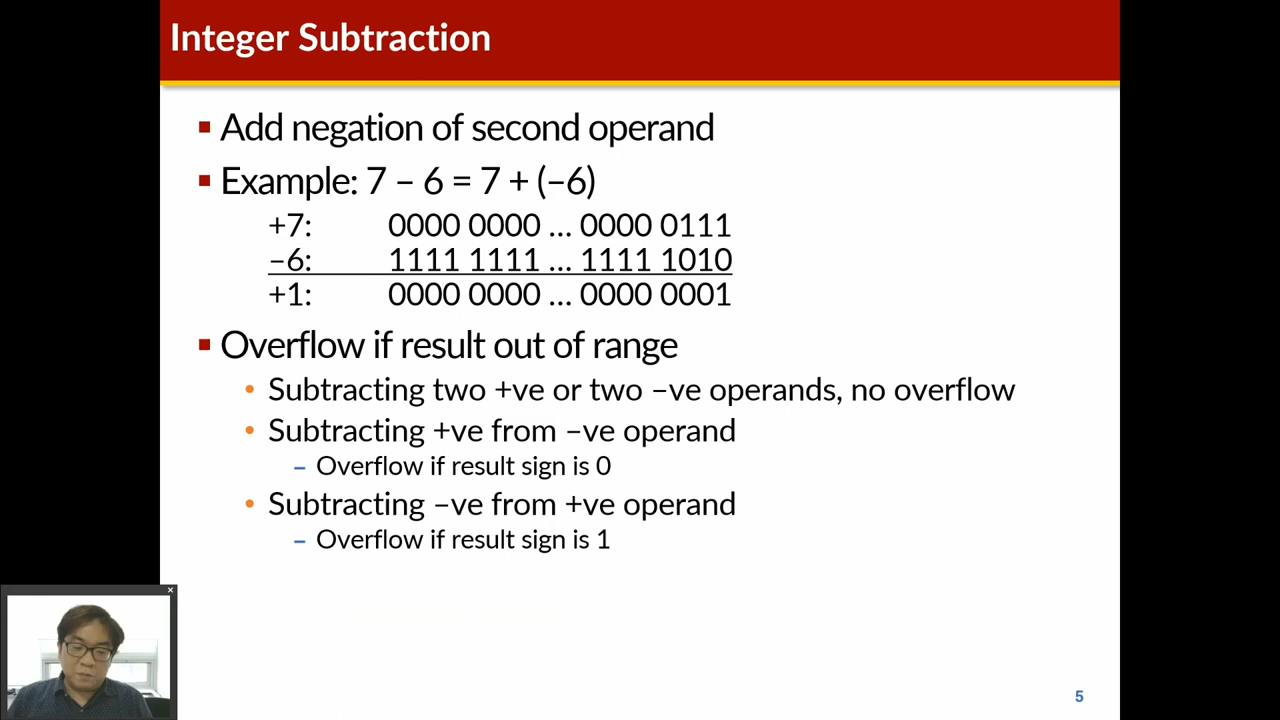 Integer Subtraction
▪ Add negation of second operand
▪ Example: 7 – 6 = 7 + (–6)
+7: 0000 0000 … 0000 0111
–6: 1111 1111 … 1111 1010
+1: 0000 0000 … 0000 0001
▪ Overflow if result out of range
• Subtracting two +ve or two –ve operands, no overflow
• Subtracting +ve from –ve operand
– Overflow if result sign is 0
• Subtracting –ve from +ve operand
– Overflow if result sign is 1
5